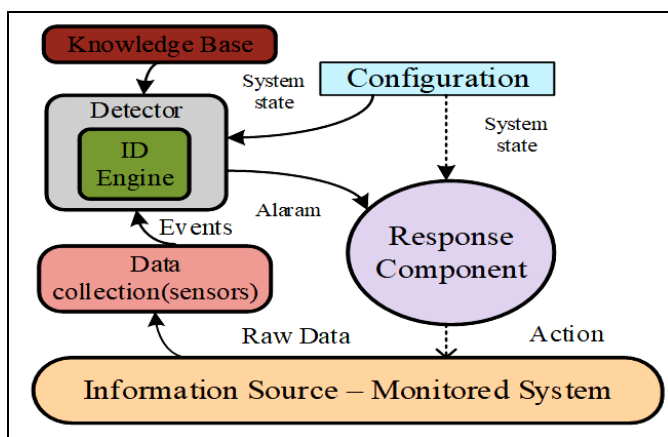 Knowledge Base
System
state
Configuration
Detector
ID
Engine
System
state
Alaram
Events
Response
Component
Data
collection(sensors)
Raw Data
Action
Information Source – Monitored System